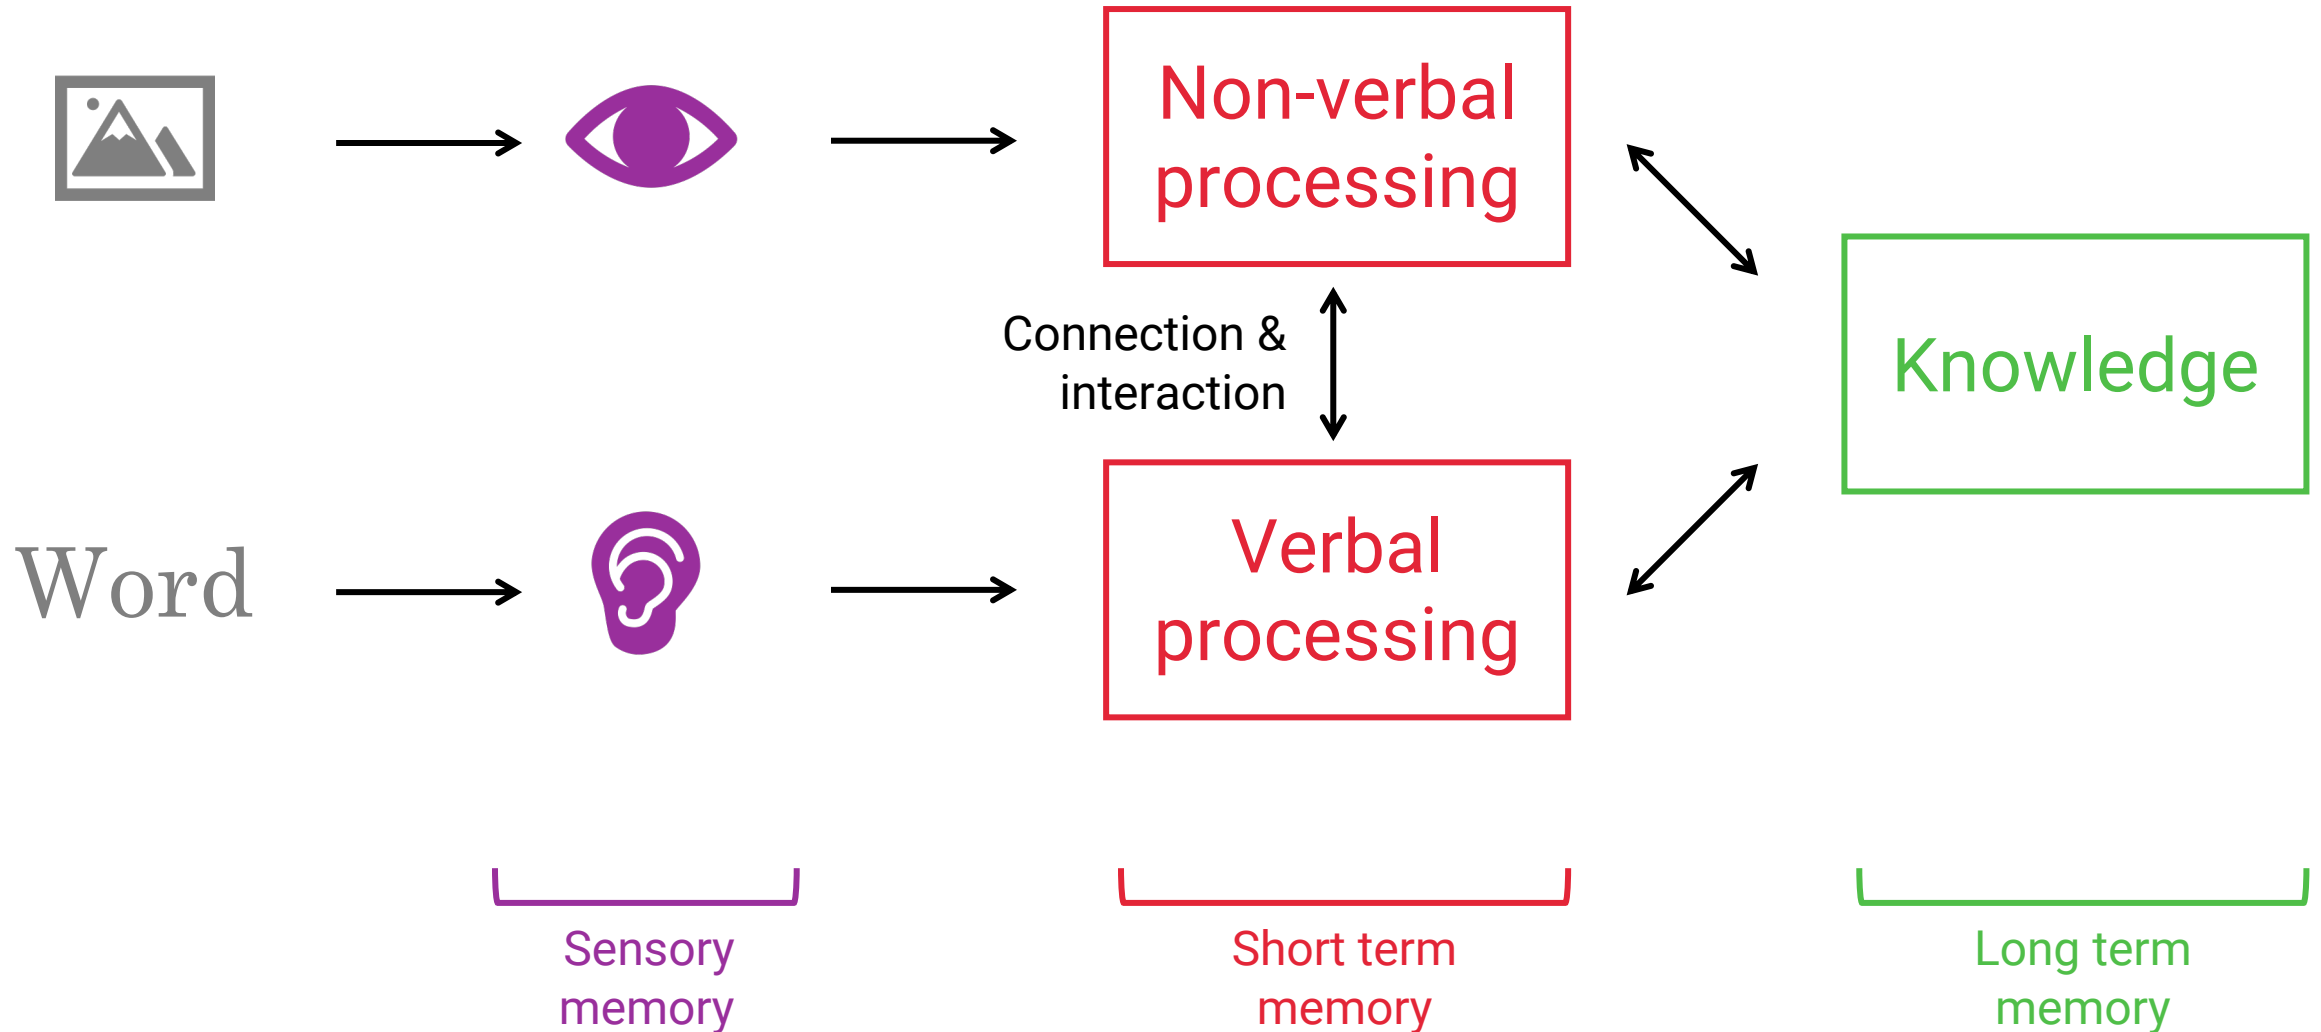 Non-verbal
processing
Connection &
interaction
Knowledge
Word
Verbal
processing
Sensory
memory
Short term
memory
Long term
memory